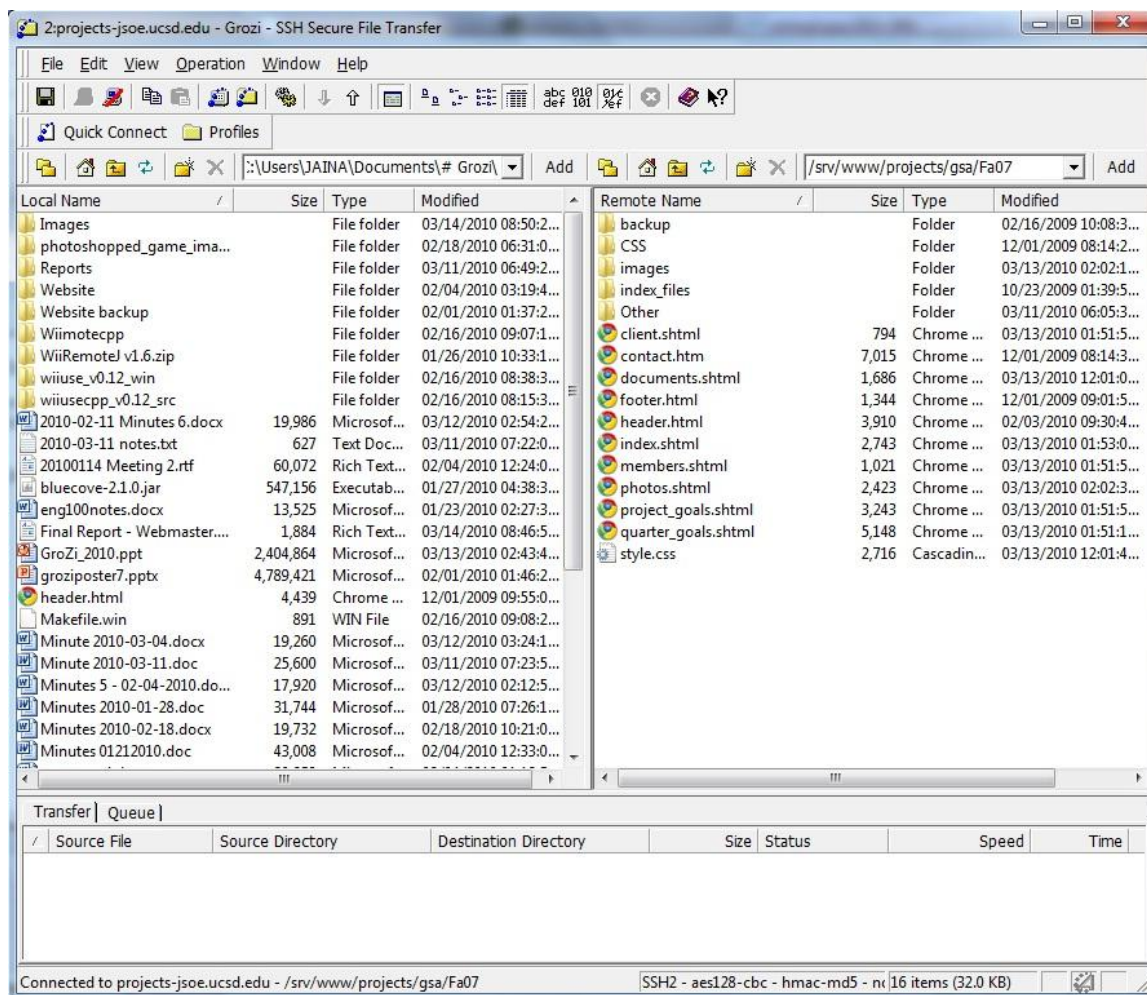 2:projects-jsoe.ucsd.edu - Grozi - SSH Secure File Transfer
File Edit View Operation Window Help
Quick Connect Profiles
:\Users\JAINA\Documents\# Grozi\ Add
/srv/www/projects/gsa/Fa07 Add
Local Name / Size Type Modified
Images File folder 03/14/2010 08:50:2...
photoshopped_game_ima... File folder 02/18/2010 06:31:0...
Reports File folder 03/11/2010 06:49:2...
Website File folder 02/04/2010 03:19:4...
Website backup File folder 02/01/2010 01:37:2...
Wiimotecpp File folder 02/16/2010 09:07:1...
WiiRemoteJ v1.6.zip File folder 01/26/2010 10:33:1...
wiiuse_v0.12_win File folder 02/16/2010 08:38:3...
wiiusecpp_v0.12_src File folder 02/16/2010 08:15:3...
2010-02-11 Minutes 6.docx 19,986 Microsof... 03/12/2010 02:54:2...
2010-03-11 notes.txt 627 Text Doc... 03/11/2010 07:22:0...
20100114 Meeting 2.rtf 60,072 Rich Text... 02/04/2010 12:24:0...
bluecove-2.1.0.jar 547,156 Executab... 01/27/2010 04:38:3...
eng100notes.docx 13,525 Microsof... 01/23/2010 02:27:3...
Final Report - Webmaster.... 1,884 Rich Text... 03/14/2010 08:46:5...
GroZi_2010.ppt 2,404,864 Microsof... 03/13/2010 02:43:4...
groziposter7.pptx 4,789,421 Microsof... 02/01/2010 01:46:2...
header.html 4,439 Chrome ... 12/01/2009 09:55:0...
Makefile.win 891 WIN File 02/16/2010 09:08:2...
Minute 2010-03-04.docx 19,260 Microsof... 03/12/2010 03:24:1...
Minute 2010-03-11.doc 25,600 Microsof... 03/11/2010 07:23:5...
Minutes 5 - 02-04-2010.do... 17,920 Microsof... 03/12/2010 02:12:5...
Minutes 2010-01-28.doc 31,744 Microsof... 01/28/2010 07:26:1...
Minutes 2010-02-18.docx 19,732 Microsof... 02/18/2010 10:21:0...
Minutes 01212010.doc 43,008 Microsof... 02/04/2010 12:33:0...
Remote Name / Size Type Modified
backup Folder 02/16/2009 10:08:3...
CSS Folder 12/01/2009 08:14:2...
images Folder 03/13/2010 02:02:1...
index_files Folder 10/23/2009 01:39:5...
Other Folder 03/11/2010 06:05:3...
client.shtml 794 Chrome ... 03/13/2010 01:51:5...
contact.htm 7,015 Chrome ... 12/01/2009 08:14:3...
documents.shtml 1,686 Chrome ... 03/13/2010 12:01:0...
footer.html 1,344 Chrome ... 12/01/2009 09:01:5...
header.html 3,910 Chrome ... 02/03/2010 09:30:4...
index.shtml 2,743 Chrome ... 03/13/2010 01:53:0...
members.shtml 1,021 Chrome ... 03/13/2010 01:51:5...
photos.shtml 2,423 Chrome ... 03/13/2010 02:02:3...
project_goals.shtml 3,243 Chrome ... 03/13/2010 01:51:5...
quarter_goals.shtml 5,148 Chrome ... 03/13/2010 01:51:1...
style.css 2,716 Cascadin... 03/13/2010 12:01:4...
Transfer Queue
/ Source File Source Directory Destination Directory Size Status Speed Time
Connected to projects-jsoe.ucsd.edu - /srv/www/projects/gsa/Fa07 SSH2 - aes128-cbc - hmac-md5 - 16 items (32.0 KB)